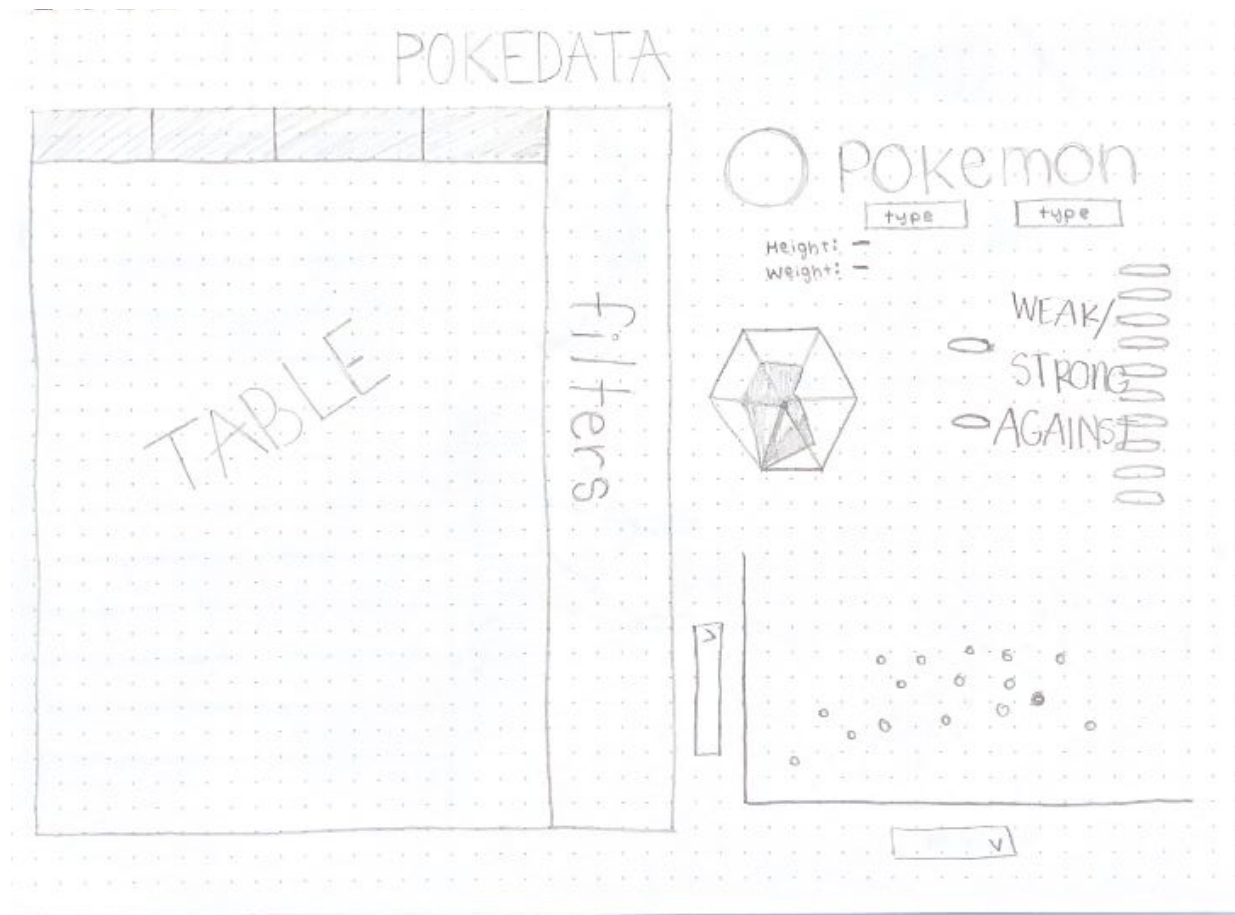 POKEDATA
TABLE
filters
Pokemon
type type
Height: -
Weight: -
WEAK/
STRONG
AGAINST